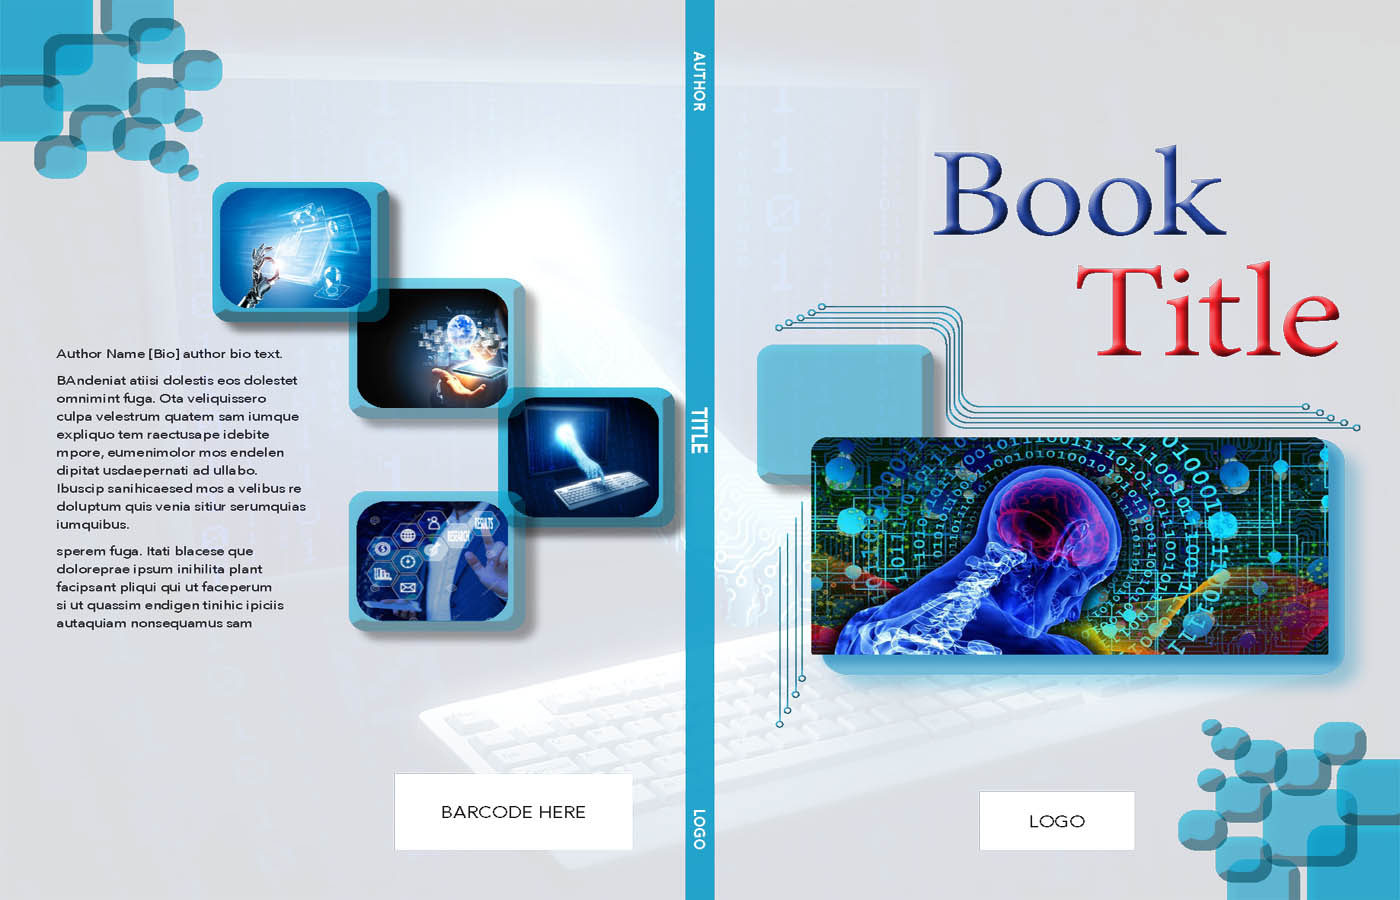 Author Name [Bio] author bio text.
BAndeniat atiisi dolestis eos dolestet
omnimint fuga. Ota veliquissero
culpa velestrum quatem sam iumque
expliquo tem raectusape idebite
mpore, eumenimolor mos endelen
dipitat usdaepernati ad ullabo.
Ibuscip sanihicaesed mos a velibus re
doluptum quis venia sitiur serumquias
iumquibus.
sperem fuga. Itati blacese que
doloreprae ipsum inihilita plant
facipsant pliqui qui ut faceperum
si ut quassim endigen tinihic ipiciis
autaquiam nonsequamus sam
RESEARCH
RESULTS
BARCODE HERE
AUTHOR
TITLE
LOGO
Book
Title
LOGO